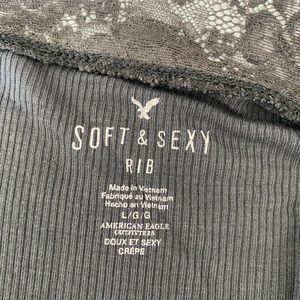 SOFT & SEXY
RIB
Made in Vietnam
Fabriqué au Vietnam
Hecho en Vietnam
L/G/G
AMERICAN EAGLE
OUTFITTERS
DOUX ET SEXY
CRÊPE